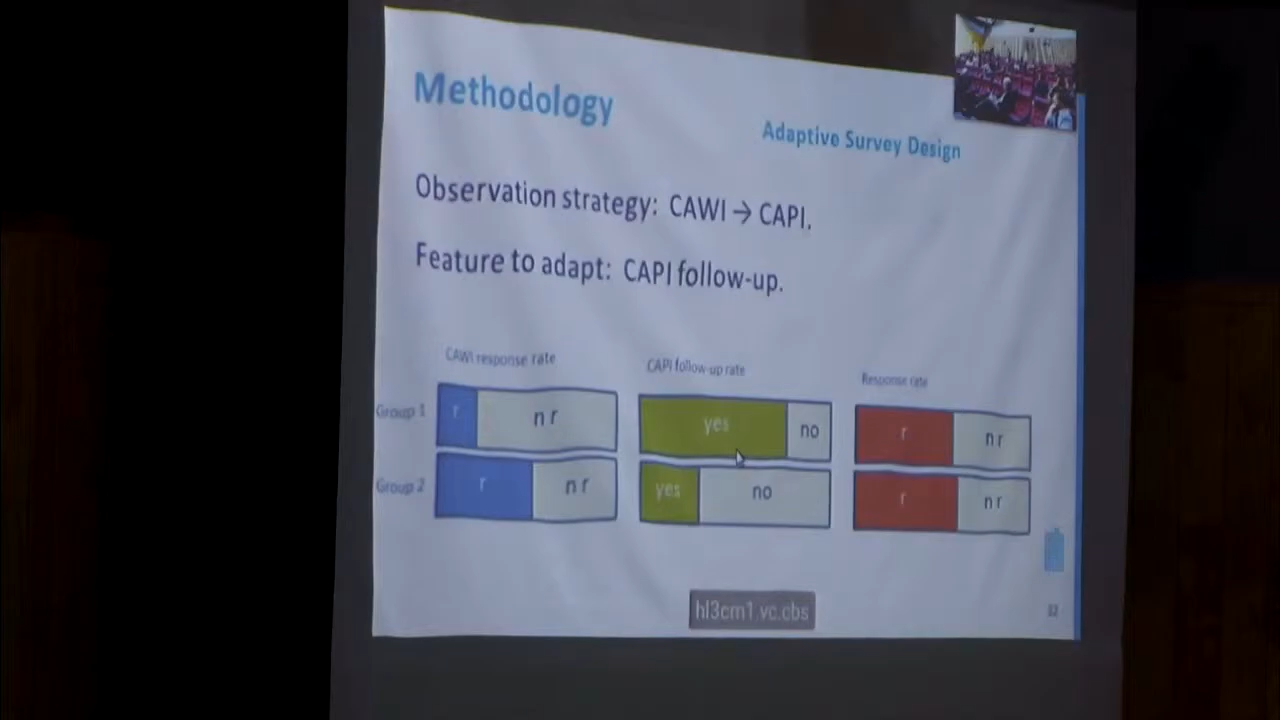 Methodology
Adaptive Survey Design
Observation strategy: CAWI → CAPI.
Feature to adapt: CAPI follow-up.
CAWI response rate
CAPI follow-up rate
Response rate
Group 1
r
n r
yes
no
r
n r
Group 2
r
n r
yes
no
r
n r
hl3cm1.vc.cbs